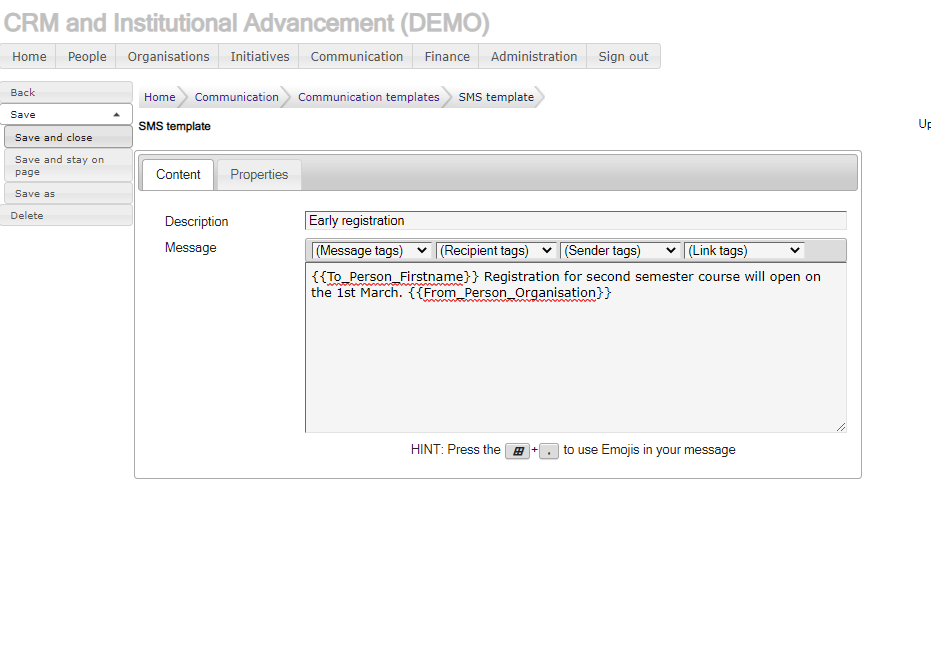 CRM and Institutional Advancement (DEMO)
Home People Organisations Initiatives Communication Finance Administration Sign out
Back
Save
Save and close
Save and stay on
page
Save as
Delete
Home Communication Communication templates SMS template
SMS template
Up
Content Properties
Description Early registration
Message (Message tags) (Recipient tags) (Sender tags) (Link tags)
{{To_Person_Firstname}} Registration for second semester course will open on
the 1st March. {{From_Person_Organisation}}
HINT: Press the ⊞ + . to use Emojis in your message